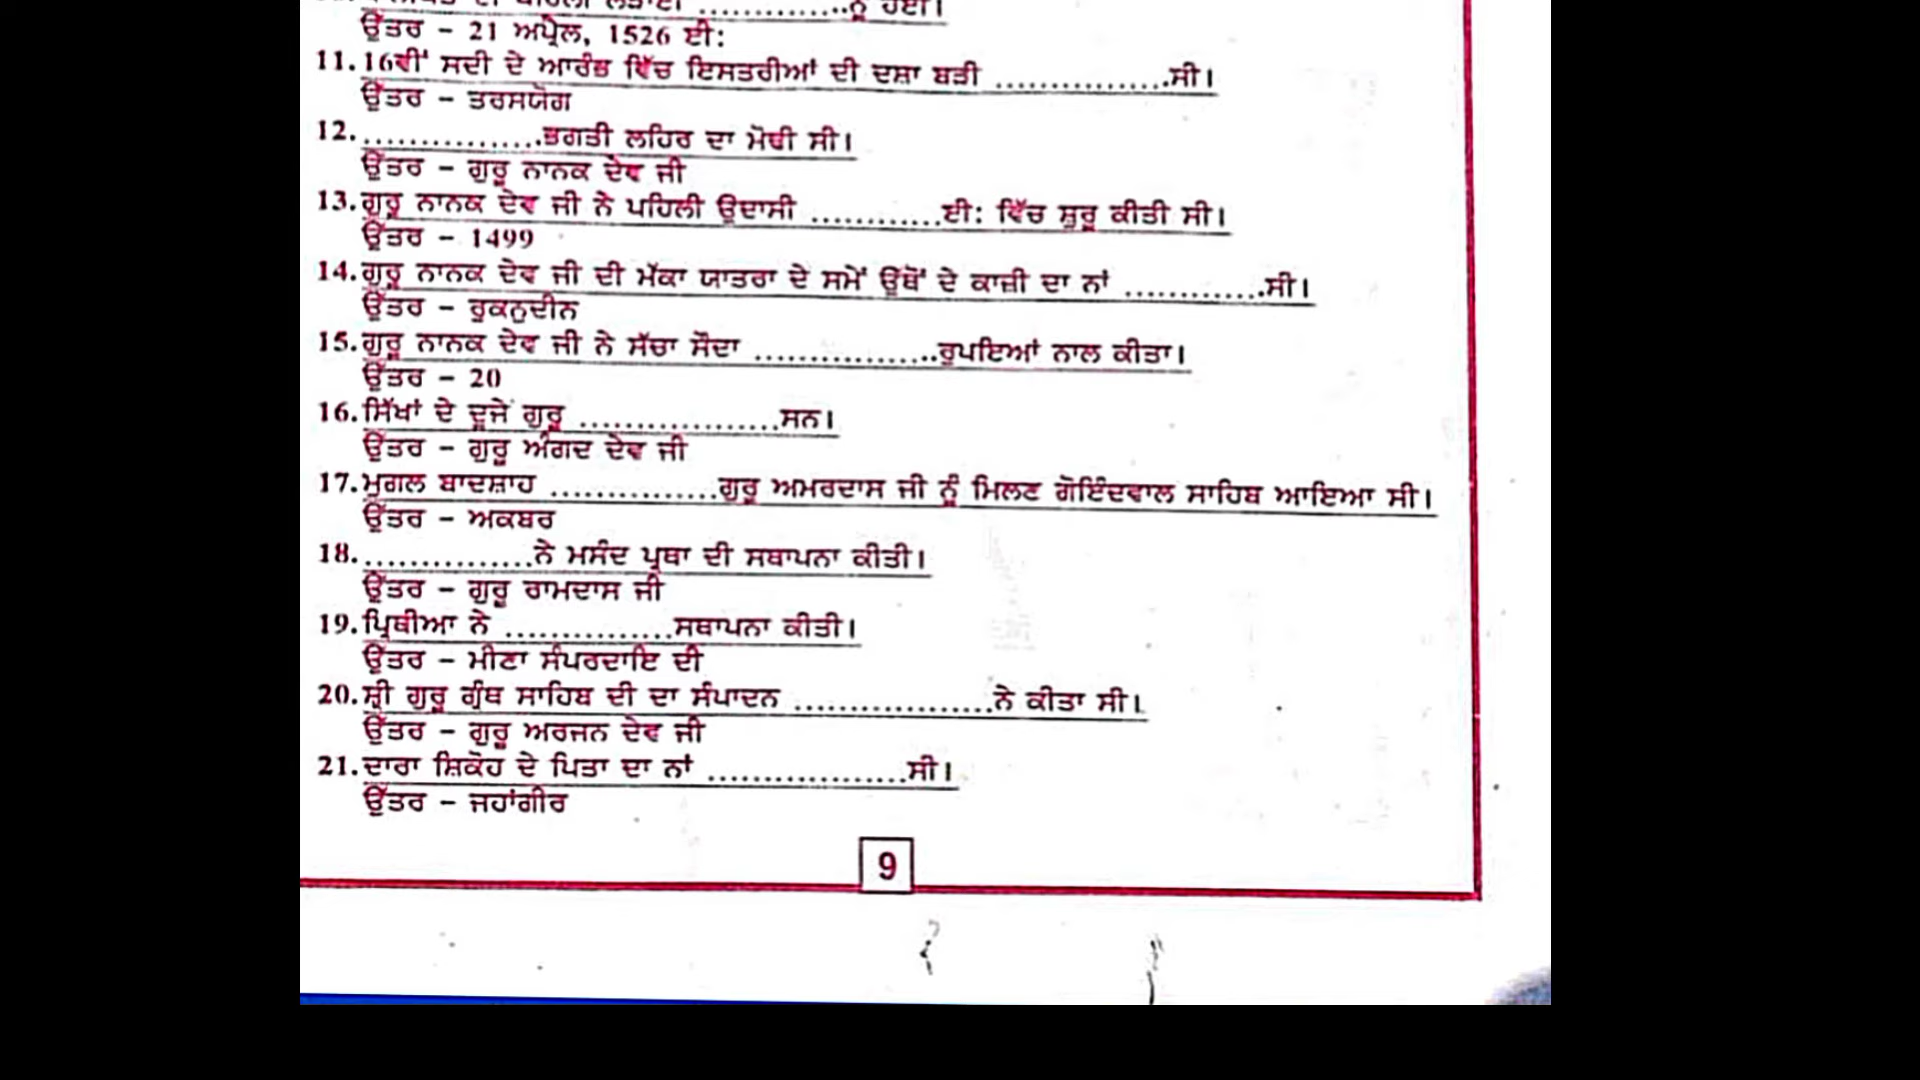 ਪਹਿਲੀ ਲੜਾਈ ...............ਨੂੰ ਹੋਈ।
ਉੱਤਰ – 21 ਅਪ੍ਰੈਲ, 1526 ਈ:
11. 16ਵੀਂ ਸਦੀ ਦੇ ਆਰੰਭ ਵਿੱਚ ਇਸਤਰੀਆਂ ਦੀ ਦਸ਼ਾ ਬੜੀ ................ਸੀ।
ਉੱਤਰ – ਤਰਸਯੋਗ
12. ................ਭਗਤੀ ਲਹਿਰ ਦਾ ਮੋਢੀ ਸੀ।
ਉੱਤਰ – ਗੁਰੂ ਨਾਨਕ ਦੇਵ ਜੀ
13. ਗੁਰੂ ਨਾਨਕ ਦੇਵ ਜੀ ਨੇ ਪਹਿਲੀ ਉਦਾਸੀ ............ਈ: ਵਿੱਚ ਸ਼ੁਰੂ ਕੀਤੀ ਸੀ।
ਉੱਤਰ – 1499
14. ਗੁਰੂ ਨਾਨਕ ਦੇਵ ਜੀ ਦੀ ਮੱਕਾ ਯਾਤਰਾ ਦੇ ਸਮੇਂ ਉਥੋਂ ਦੇ ਕਾਜ਼ੀ ਦਾ ਨਾਂ .............ਸੀ।
ਉੱਤਰ – ਰੁਕਨੁਦੀਨ
15. ਗੁਰੂ ਨਾਨਕ ਦੇਵ ਜੀ ਨੇ ਸੱਚਾ ਸੌਦਾ .................ਰੁਪਇਆਂ ਨਾਲ ਕੀਤਾ।
ਉੱਤਰ – 20
16. ਸਿੱਖਾਂ ਦੇ ਦੂਜੇ ਗੁਰੂ ..................ਸਨ।
ਉੱਤਰ – ਗੁਰੂ ਅੰਗਦ ਦੇਵ ਜੀ
17. ਮੁਗਲ ਬਾਦਸ਼ਾਹ ...............ਗੁਰੂ ਅਮਰਦਾਸ ਜੀ ਨੂੰ ਮਿਲਣ ਗੋਇੰਦਵਾਲ ਸਾਹਿਬ ਆਇਆ ਸੀ।
ਉੱਤਰ – ਅਕਬਰ
18. ...............ਨੇ ਮਸੰਦ ਪ੍ਰਥਾ ਦੀ ਸਥਾਪਨਾ ਕੀਤੀ।
ਉੱਤਰ – ਗੁਰੂ ਰਾਮਦਾਸ ਜੀ
19. ਪ੍ਰਿਥੀਆ ਨੇ ...............ਸਥਾਪਨਾ ਕੀਤੀ।
ਉੱਤਰ – ਮੀਣਾ ਸੰਪਰਦਾਇ ਦੀ
20. ਸ਼੍ਰੀ ਗੁਰੂ ਗ੍ਰੰਥ ਸਾਹਿਬ ਦੀ ਦਾ ਸੰਪਾਦਨ ..................ਨੇ ਕੀਤਾ ਸੀ।
ਉੱਤਰ – ਗੁਰੂ ਅਰਜਨ ਦੇਵ ਜੀ
21. ਦਾਰਾ ਸ਼ਿਕੋਹ ਦੇ ਪਿਤਾ ਦਾ ਨਾਂ ..................ਸੀ।
ਉੱਤਰ – ਜਹਾਂਗੀਰ
9